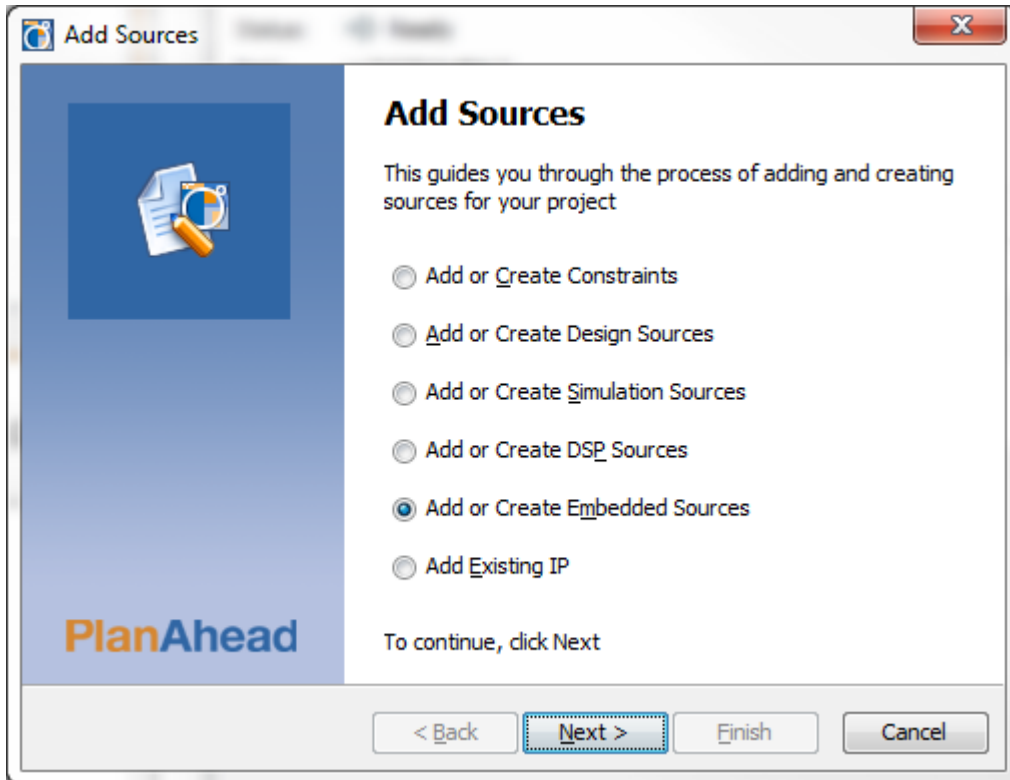 Add Sources
Add Sources
This guides you through the process of adding and creating
sources for your project
Add or Create Constraints
Add or Create Design Sources
Add or Create Simulation Sources
Add or Create DSP Sources
Add or Create Embedded Sources
Add Existing IP
PlanAhead
To continue, click Next
< Back
Next >
Finish
Cancel